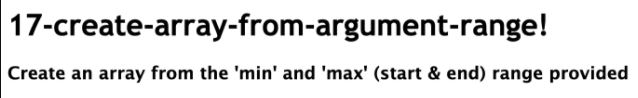 17-create-array-from-argument-range!
Create an array from the 'min' and 'max' (start & end) range provided